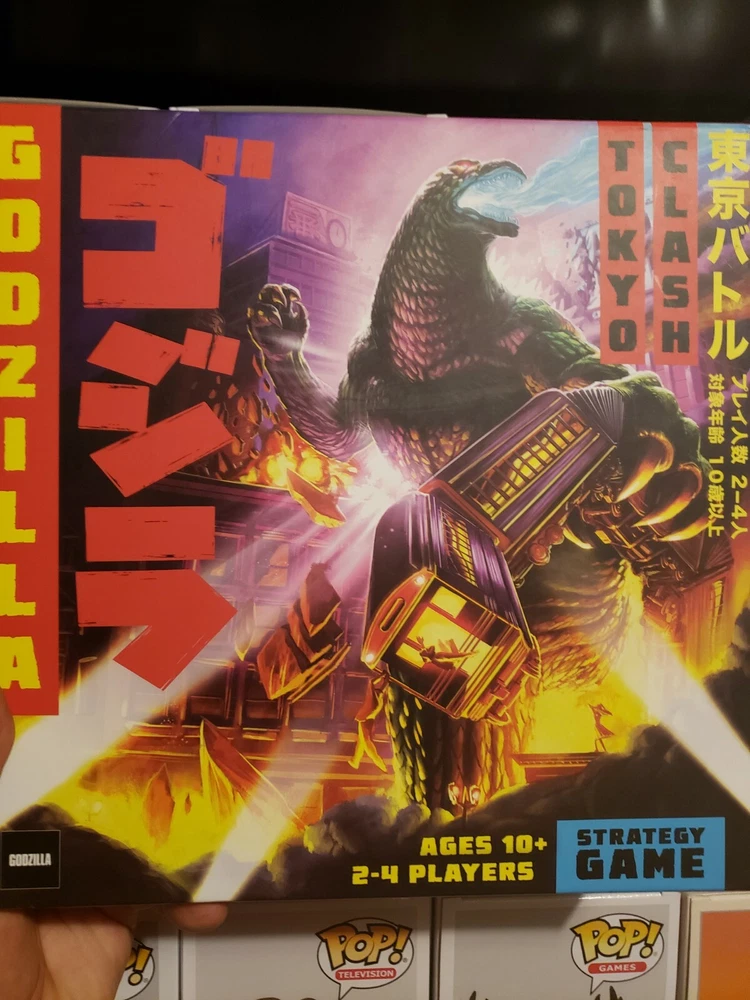 GODZILLA
ゴジラ
TOKYO
CLASH
東京バトル
プレイ人数 2-4人
対象年齢 10歳以上
AGES 10+
2-4 PLAYERS
STRATEGY
GAME
GODZILLA
P!
POP!
TELEVISION
POP!
GAMES